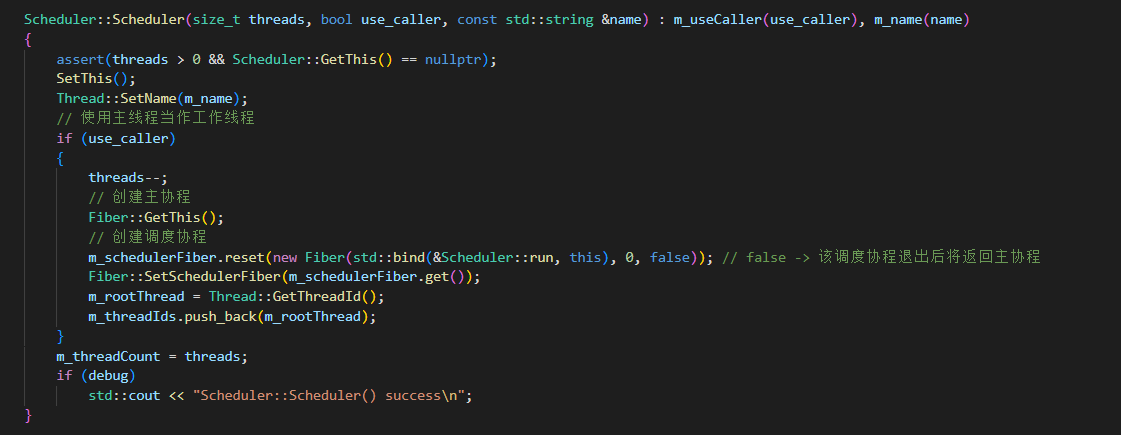 Scheduler::Scheduler(size_t threads, bool use_caller, const std::string &name) : m_useCaller(use_caller), m_name(name)
{
    assert(threads > 0 && Scheduler::GetThis() == nullptr);
    SetThis();
    Thread::SetName(m_name);
    // 使用主线程当作工作线程
    if (use_caller)
    {
        threads--;
        // 创建主协程
        Fiber::GetThis();
        // 创建调度协程
        m_schedulerFiber.reset(new Fiber(std::bind(&Scheduler::run, this), 0, false)); // false -> 该调度协程退出后将返回主协程
        Fiber::SetSchedulerFiber(m_schedulerFiber.get());
        m_rootThread = Thread::GetThreadId();
        m_threadIds.push_back(m_rootThread);
    }
    m_threadCount = threads;
    if (debug)
        std::cout << "Scheduler::Scheduler() success\n";
}